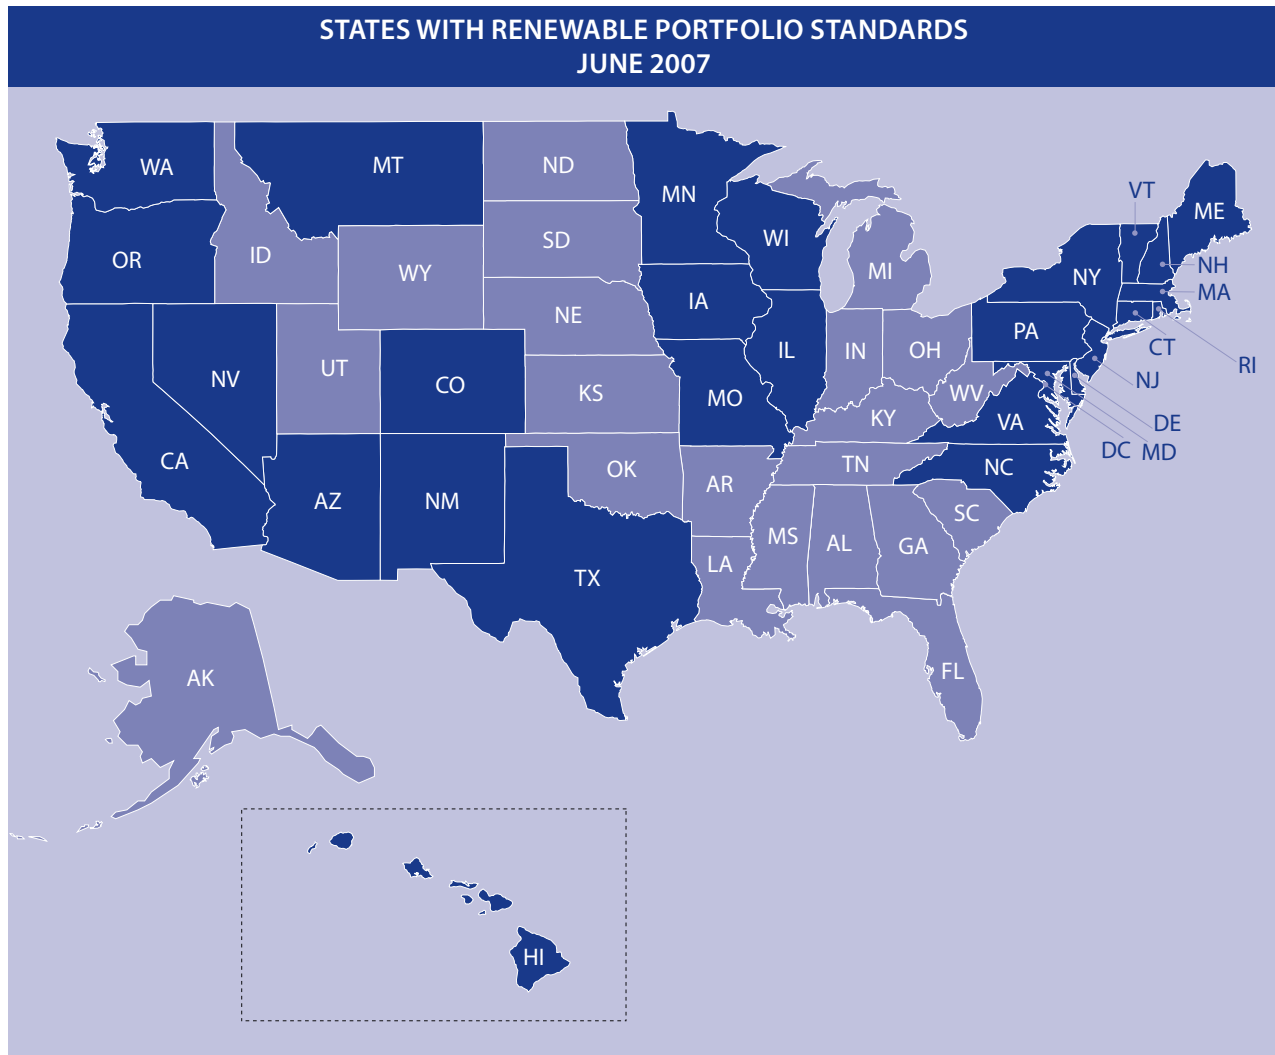 STATES WITH RENEWABLE PORTFOLIO STANDARDS
JUNE 2007
WA
MT
ND
MN
VT
ME
OR
ID
WY
SD
WI
MI
NY
NH
MA
NV
UT
CO
NE
IA
IL
IN
OH
PA
CT
RI
NJ
CA
KS
MO
WV
KY
VA
DE
DC
MD
AZ
NM
OK
AR
TN
NC
TX
LA
MS
AL
GA
SC
AK
FL
HI